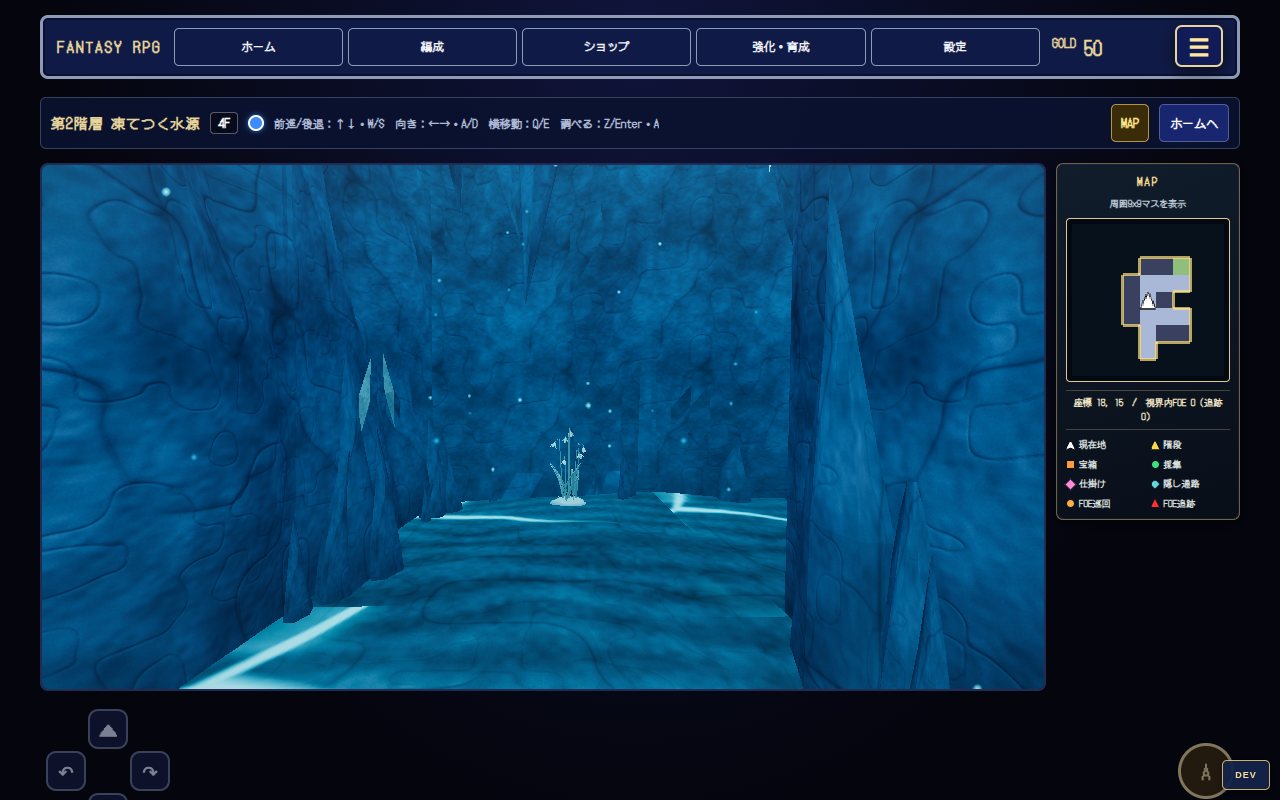 FANTASY RPG
ホーム
編成
ショップ
強化・育成
設定
GOLD 50
第2階層 凍てつく水源
4F
前進/後退：↑↓・W/S 向き：←→・A/D 横移動：Q/E 調べる：Z/Enter・A
MAP
ホームへ
MAP
周囲9x9マスを表示
座標 18, 15 / 視界内FOE 0（追跡
0）
現在地
階段
宝箱
採集
仕掛け
隠し通路
FOE巡回
FOE追跡
A
DEV